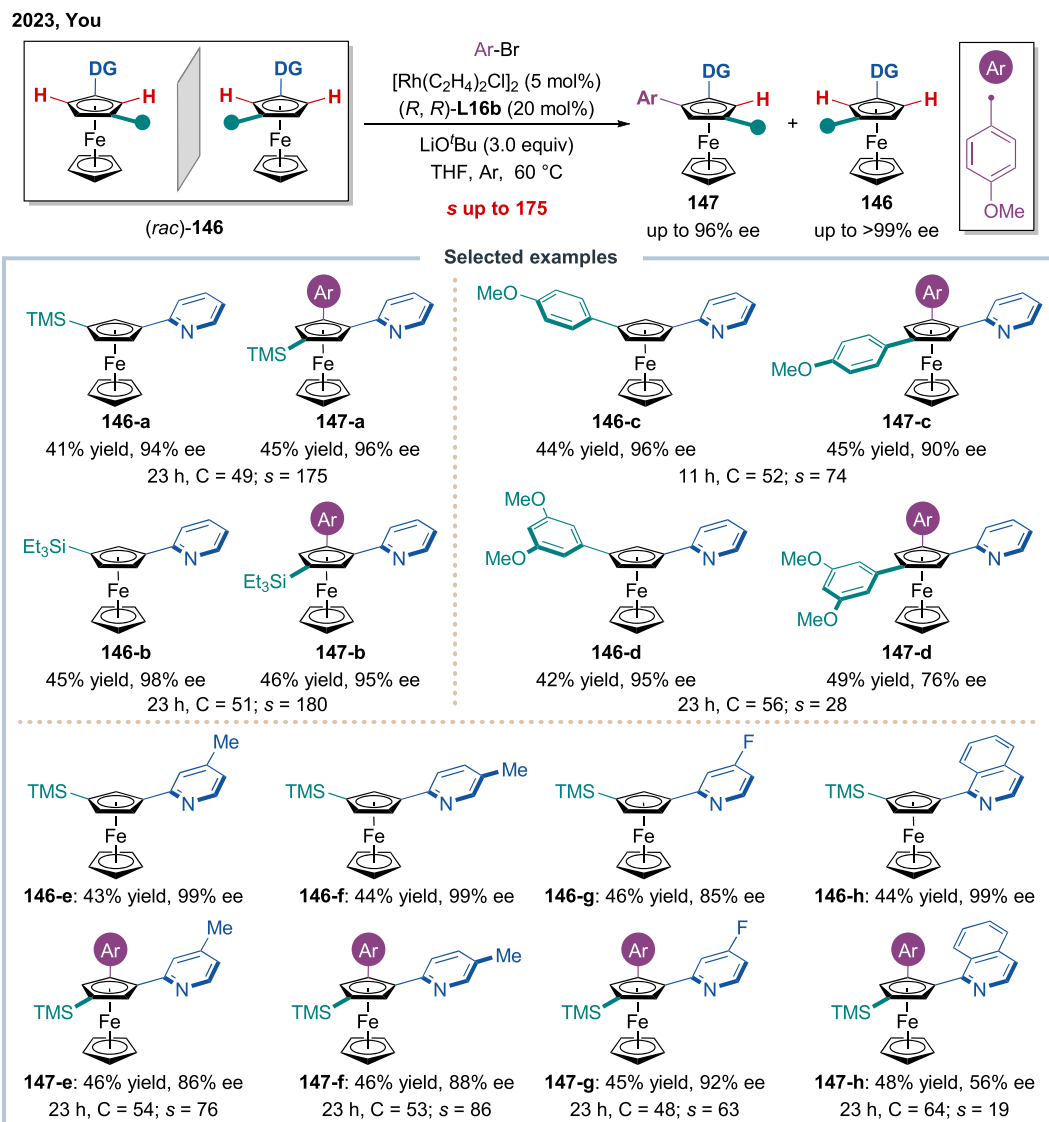 2023, You
Ar-Br
[Rh(C2H4)2Cl]2 (5 mol%)
(R, R)-L16b (20 mol%)
LiOtBu (3.0 equiv)
THF, Ar, 60 °C
s up to 175
DG
H
H
Fe
DG
H
H
Fe
(rac)-146
DG
Ar
H
Fe
147
up to 96% ee
+
DG
H
H
Fe
146
up to >99% ee
Ar
OMe
Selected examples
TMS
N
Fe
146-a
41% yield, 94% ee
Ar
TMS
N
Fe
147-a
45% yield, 96% ee
23 h, C = 49; s = 175
MeO
N
Fe
146-c
44% yield, 96% ee
Ar
MeO
N
Fe
147-c
45% yield, 90% ee
11 h, C = 52; s = 74
Et3Si
N
Fe
146-b
45% yield, 98% ee
Ar
Et3Si
N
Fe
147-b
46% yield, 95% ee
23 h, C = 51; s = 180
MeO
MeO
N
Fe
146-d
42% yield, 95% ee
Ar
MeO
MeO
N
Fe
147-d
49% yield, 76% ee
23 h, C = 56; s = 28
Me
TMS
N
Fe
146-e: 43% yield, 99% ee
Me
TMS
N
Fe
146-f: 44% yield, 99% ee
F
TMS
N
Fe
146-g: 46% yield, 85% ee
TMS
N
Fe
146-h: 44% yield, 99% ee
Me
Ar
TMS
N
Fe
147-e: 46% yield, 86% ee
23 h, C = 54; s = 76
Me
Ar
TMS
N
Fe
147-f: 46% yield, 88% ee
23 h, C = 53; s = 86
F
Ar
TMS
N
Fe
147-g: 45% yield, 92% ee
23 h, C = 48; s = 63
Ar
TMS
N
Fe
147-h: 48% yield, 56% ee
23 h, C = 64; s = 19